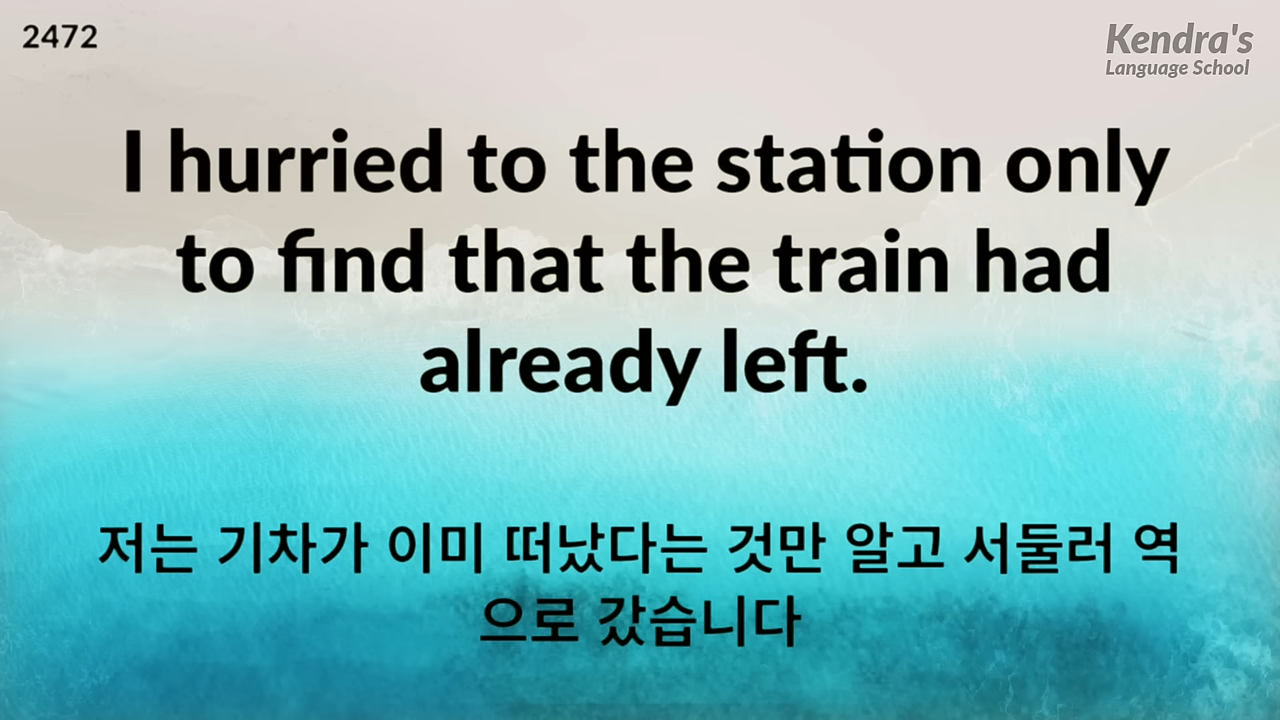 2472
Kendra's
Language School
I hurried to the station only
to find that the train had
already left.
저는 기차가 이미 떠났다는 것만 알고 서둘러 역
으로 갔습니다